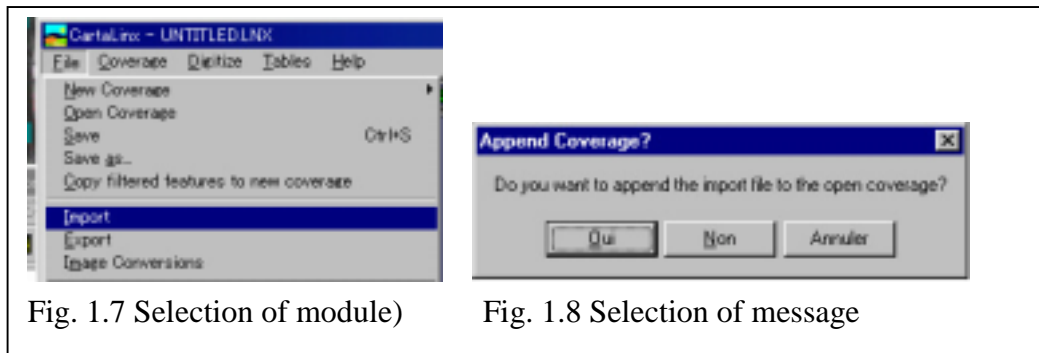 CartaLinx - UNTITLED.LNX
File Coverage Digitize Tables Help
New Coverage
Open Coverage
Save Ctrl+S
Save as..
Copy filtered features to new coverage
Import
Export
Image Conversions
Append Coverage?
Do you want to append the import file to the open coverage?
Oui Non Annuler
Fig. 1.7 Selection of module) Fig. 1.8 Selection of message